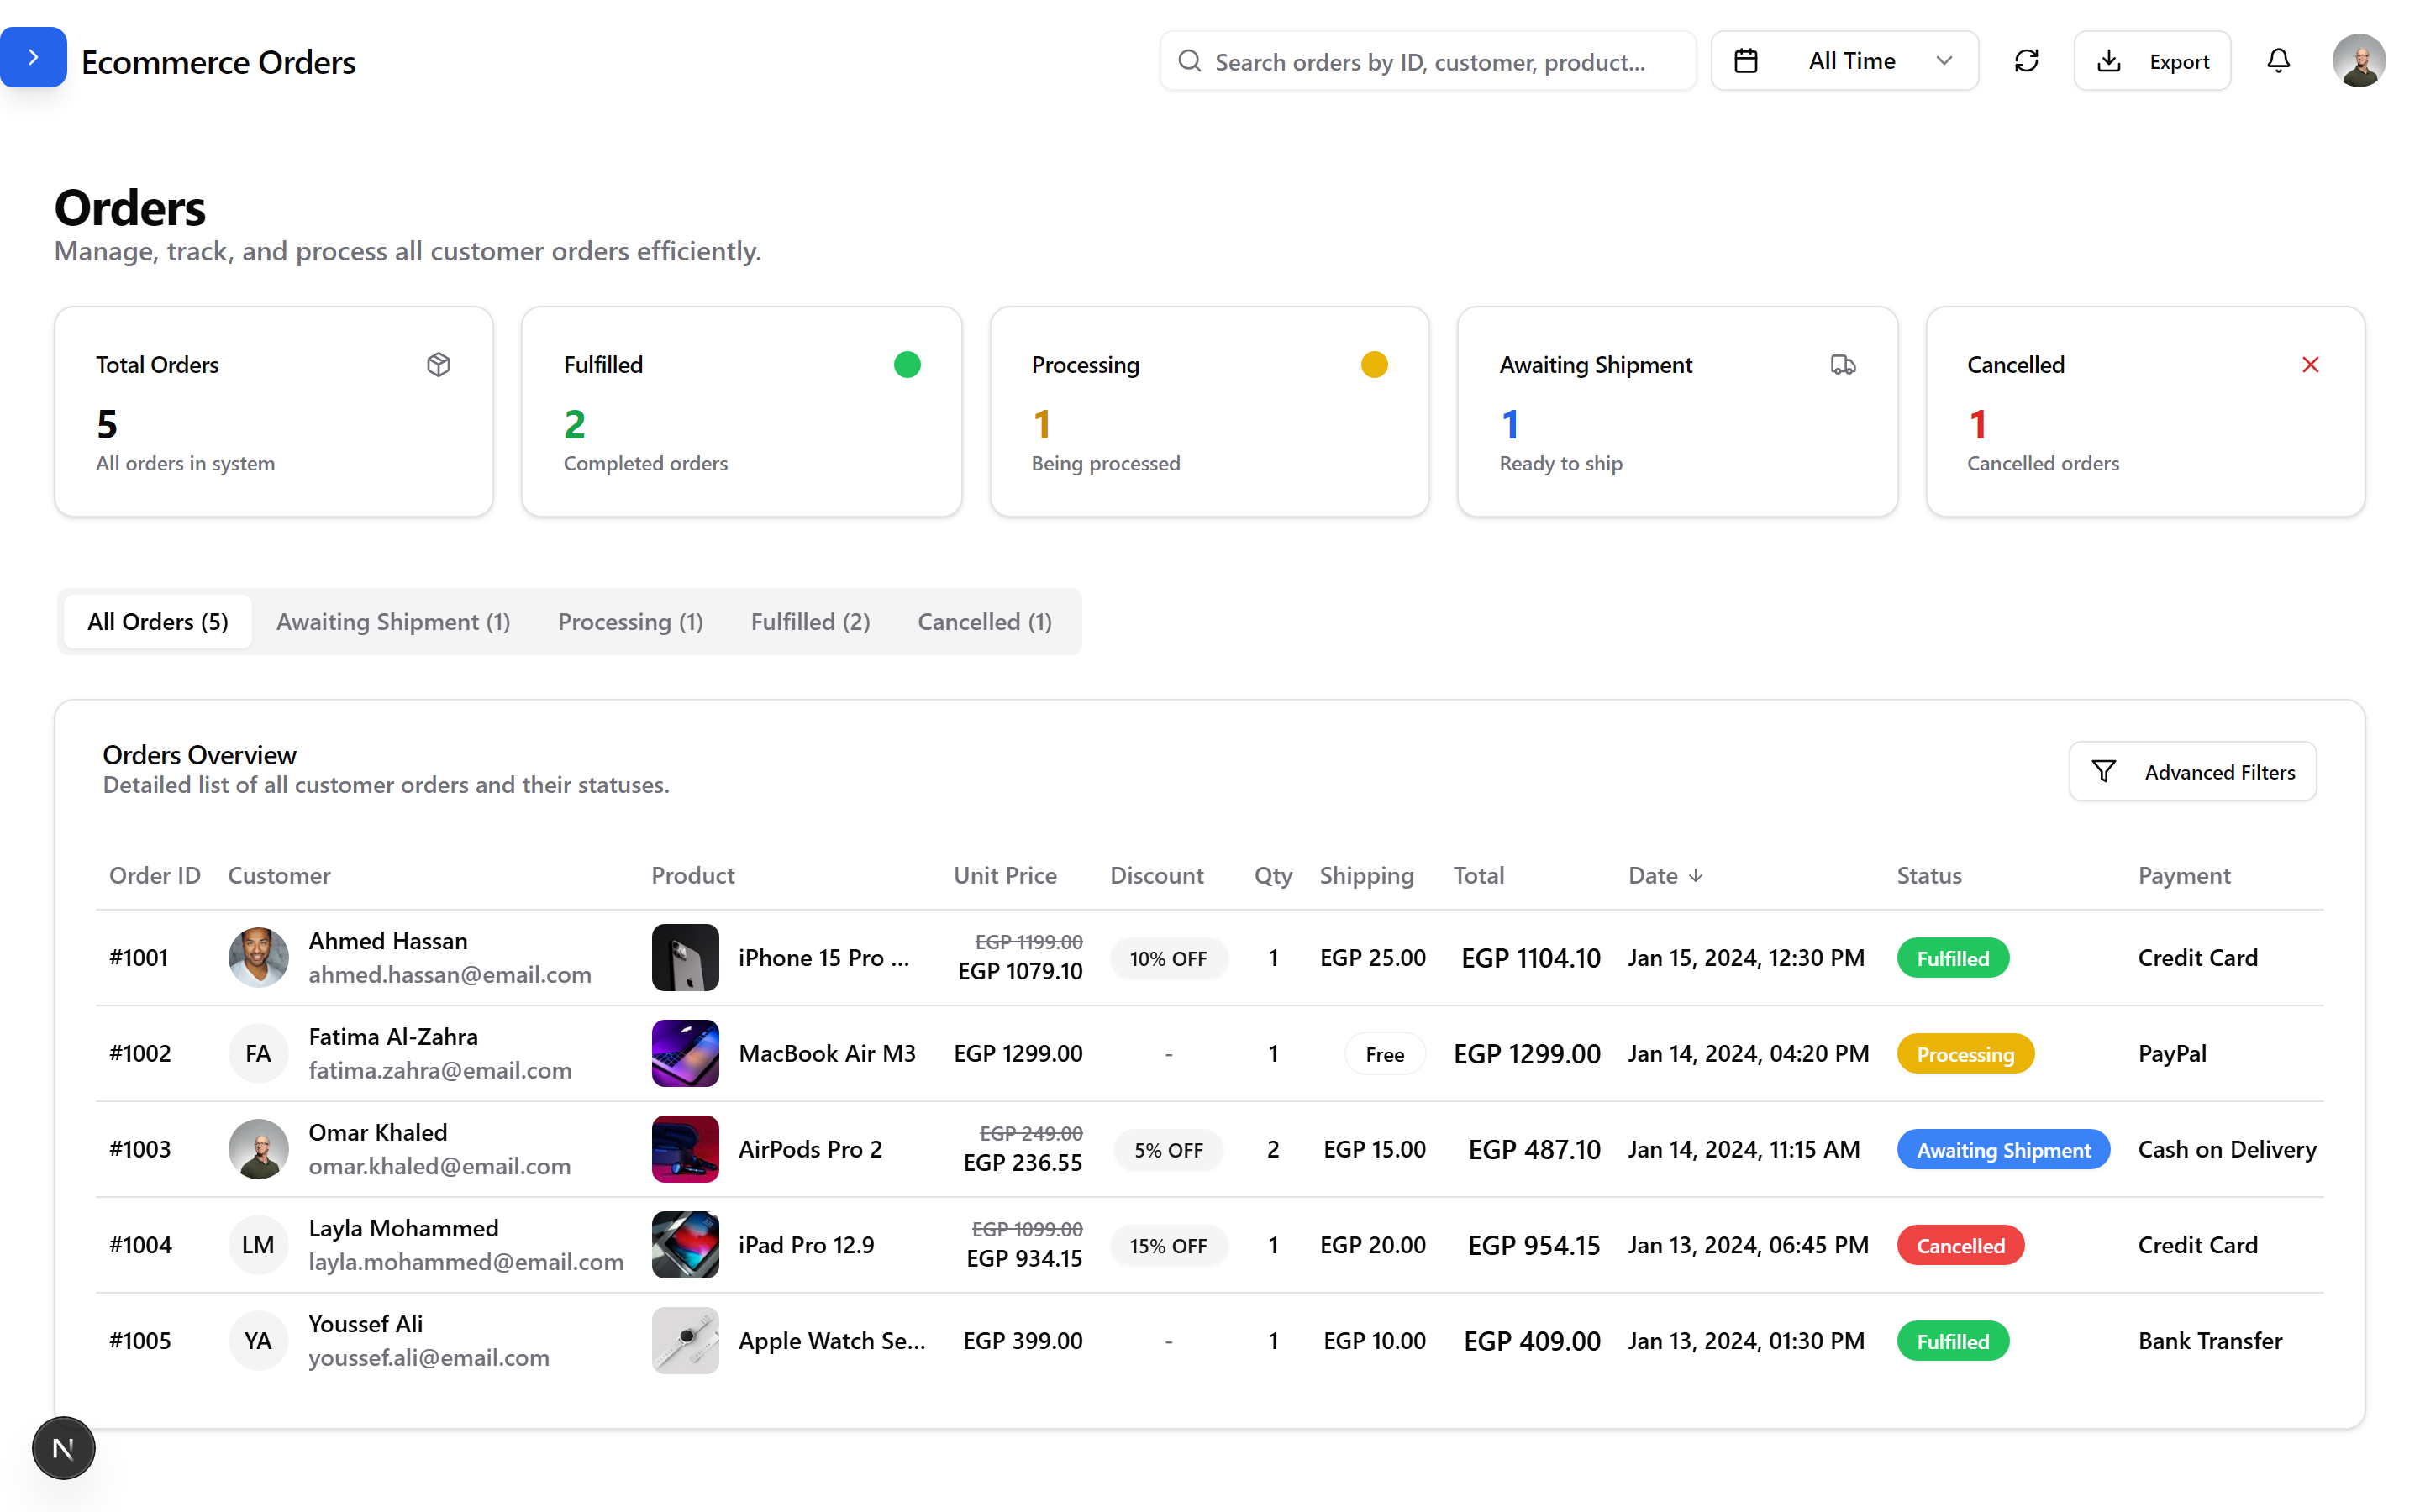 Ecommerce Orders
Search orders by ID, customer, product...
All Time
Export
Orders
Manage, track, and process all customer orders efficiently.
Total Orders
5
All orders in system
Fulfilled
2
Completed orders
Processing
1
Being processed
Awaiting Shipment
1
Ready to ship
Cancelled
1
Cancelled orders
All Orders (5) Awaiting Shipment (1) Processing (1) Fulfilled (2) Cancelled (1)
Orders Overview
Detailed list of all customer orders and their statuses.
Advanced Filters
Order ID Customer Product Unit Price Discount Qty Shipping Total Date Status Payment
#1001 Ahmed Hassan ahmed.hassan@email.com iPhone 15 Pro ... EGP 1199.00 EGP 1079.10 10% OFF 1 EGP 25.00 EGP 1104.10 Jan 15, 2024, 12:30 PM Fulfilled Credit Card
#1002 FA Fatima Al-Zahra fatima.zahra@email.com MacBook Air M3 EGP 1299.00 - 1 Free EGP 1299.00 Jan 14, 2024, 04:20 PM Processing PayPal
#1003 Omar Khaled omar.khaled@email.com AirPods Pro 2 EGP 249.00 EGP 236.55 5% OFF 2 EGP 15.00 EGP 487.10 Jan 14, 2024, 11:15 AM Awaiting Shipment Cash on Delivery
#1004 LM Layla Mohammed layla.mohammed@email.com iPad Pro 12.9 EGP 1099.00 EGP 934.15 15% OFF 1 EGP 20.00 EGP 954.15 Jan 13, 2024, 06:45 PM Cancelled Credit Card
#1005 YA Youssef Ali youssef.ali@email.com Apple Watch Se... EGP 399.00 - 1 EGP 10.00 EGP 409.00 Jan 13, 2024, 01:30 PM Fulfilled Bank Transfer
N